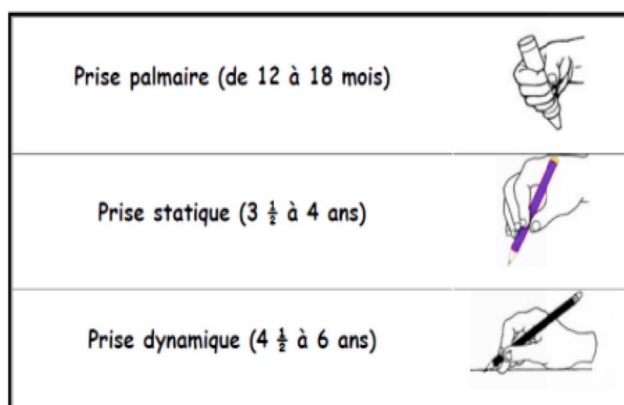 Prise palmaire (de 12 à 18 mois)
Prise statique (3 ½ à 4 ans)
Prise dynamique (4 ½ à 6 ans)